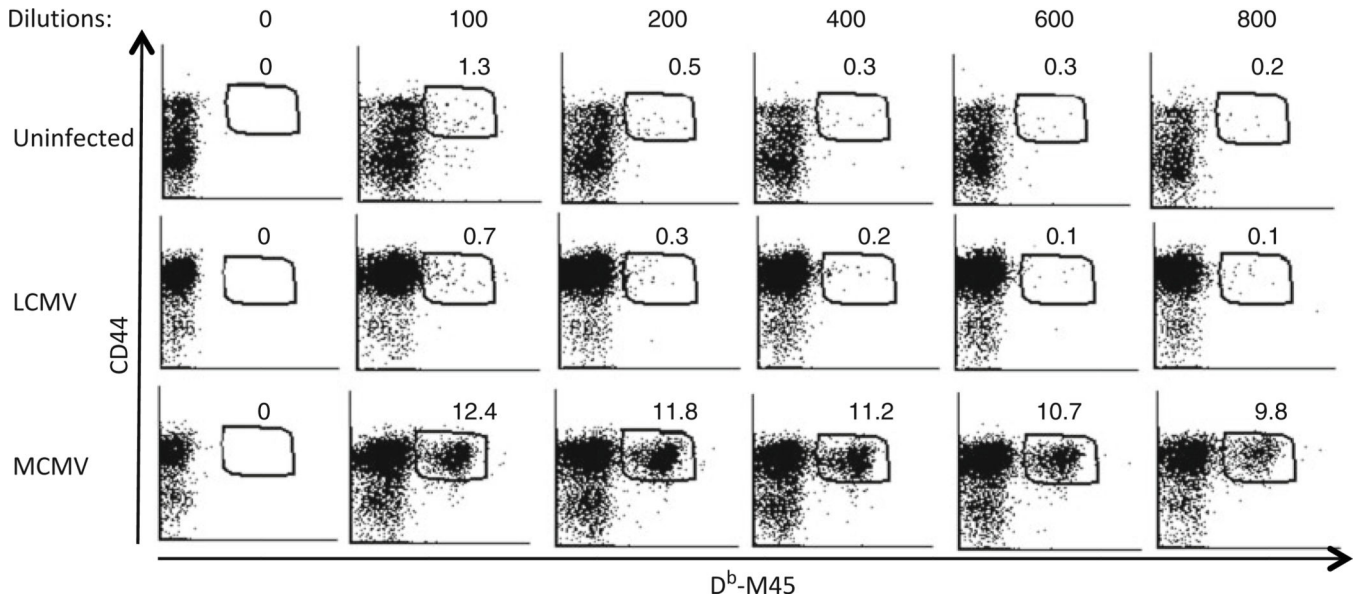 Dilutions: 0 100 200 400 600 800
0 1.3 0.5 0.3 0.3 0.2
Uninfected
0 0.7 0.3 0.2 0.1 0.1
LCMV
CD44
0 12.4 11.8 11.2 10.7 9.8
MCMV
Dᵇ-M45